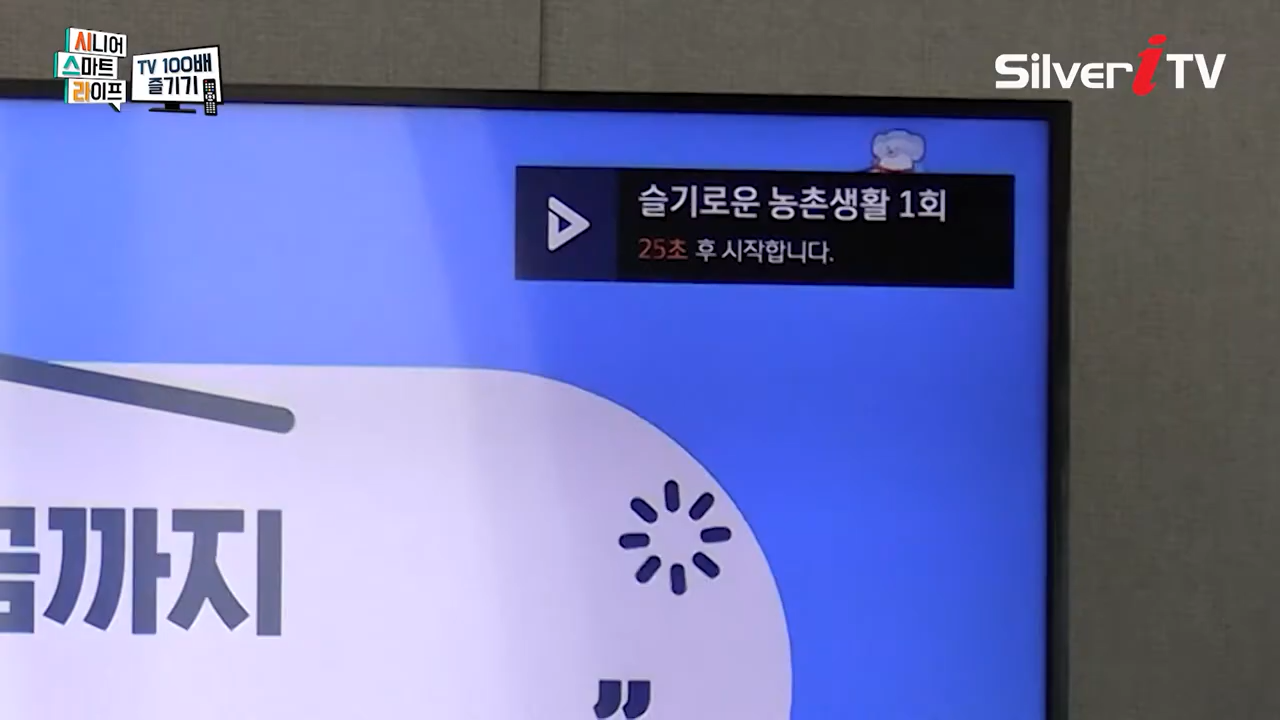 시니어
스마트
라이프
TV 100배
즐기기
Silver i TV
슬기로운 농촌생활 1회
25초 후 시작합니다.
꿈까지
”